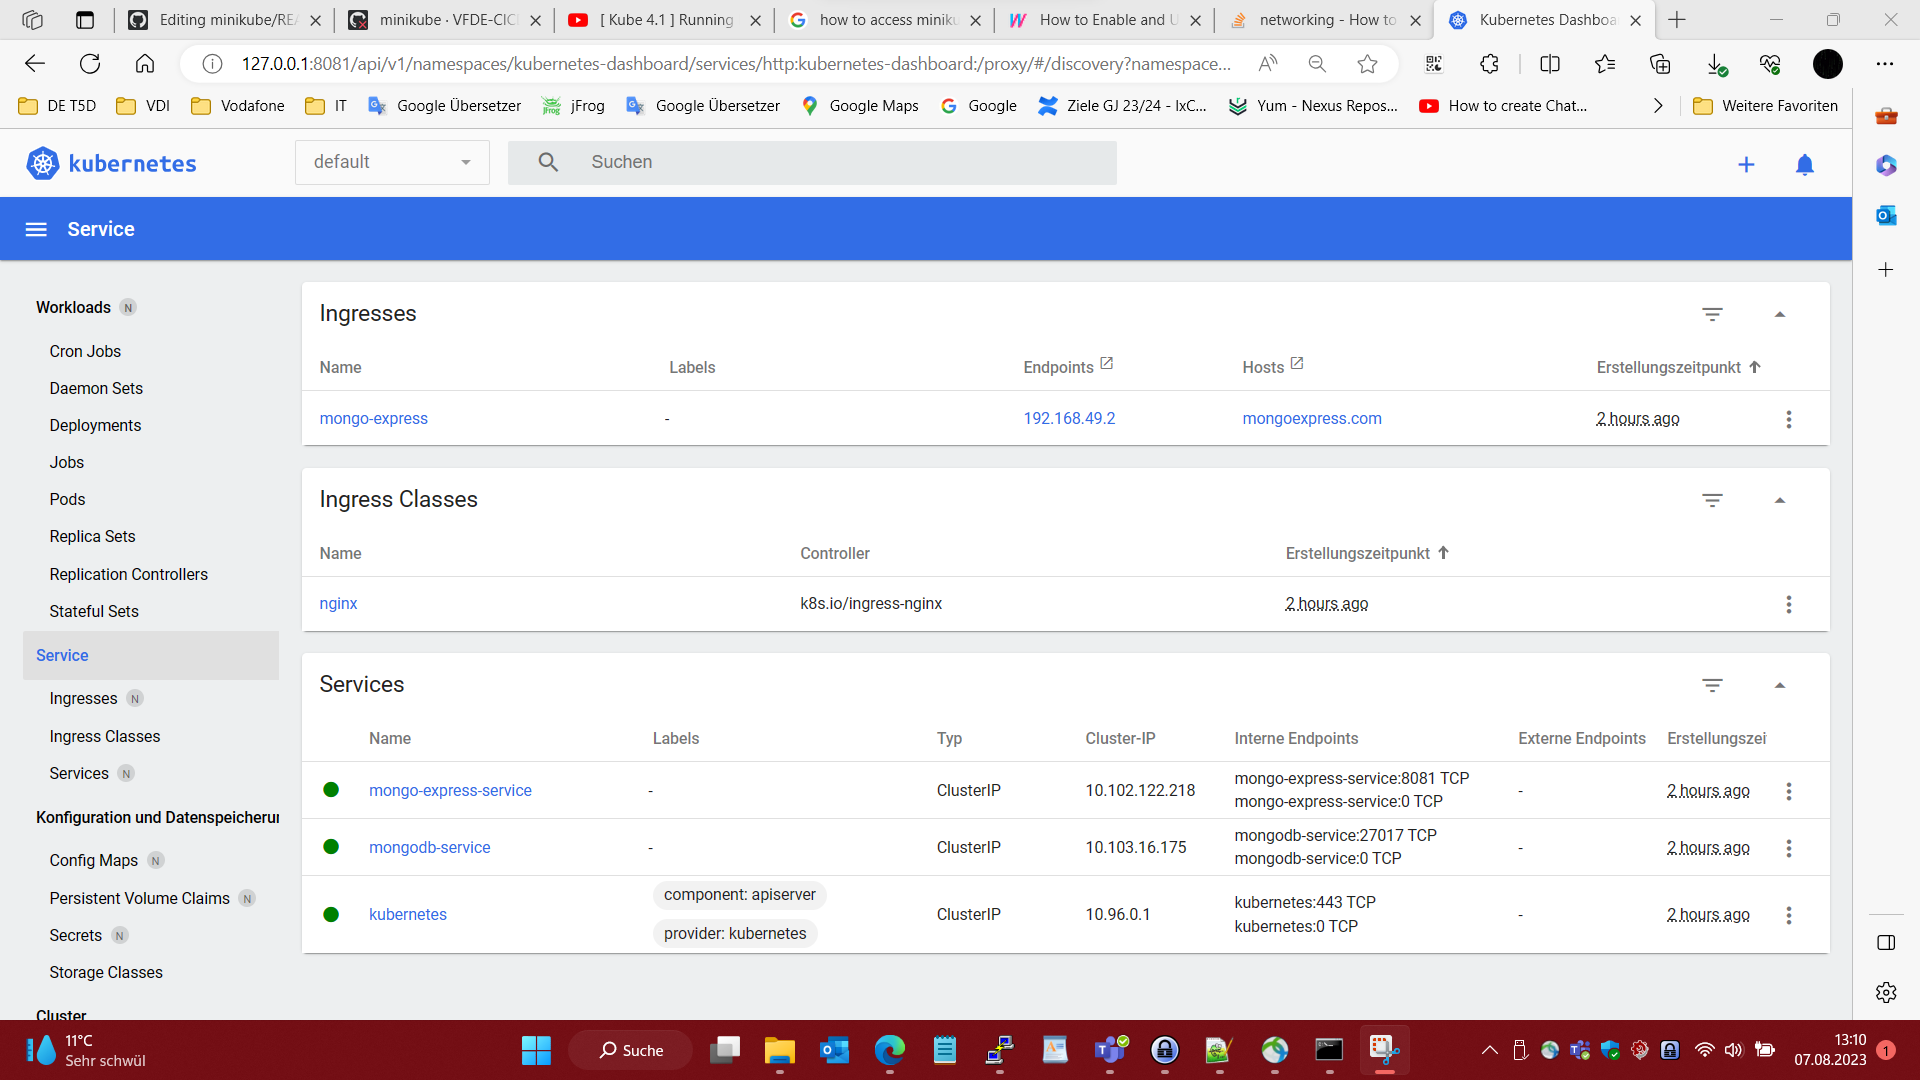 Editing minikube/REA
minikube · VFDE-CICI
[ Kube 4.1 ] Running
how to access miniku
How to Enable and U
networking - How to
Kubernetes Dashboa
127.0.0.1:8081/api/v1/namespaces/kubernetes-dashboard/services/http:kubernetes-dashboard:/proxy/#/discovery?namespace...
DE T5D
VDI
Vodafone
IT
Google Übersetzer
jFrog
Google Übersetzer
Google Maps
Google
Ziele GJ 23/24 - IxC...
Yum - Nexus Repos...
How to create Chat...
Weitere Favoriten
kubernetes
default
Suchen
Service
Workloads N
Cron Jobs
Daemon Sets
Deployments
Jobs
Pods
Replica Sets
Replication Controllers
Stateful Sets
Service
Ingresses N
Ingress Classes
Services N
Konfiguration und Datenspeicherun
Config Maps N
Persistent Volume Claims N
Secrets N
Storage Classes
Cluster
Ingresses
Name Labels Endpoints Hosts Erstellungszeitpunkt
mongo-express - 192.168.49.2 mongoexpress.com 2 hours ago
Ingress Classes
Name Controller Erstellungszeitpunkt
nginx k8s.io/ingress-nginx 2 hours ago
Services
Name Labels Typ Cluster-IP Interne Endpoints Externe Endpoints Erstellungszei
mongo-express-service - ClusterIP 10.102.122.218 mongo-express-service:8081 TCP - 2 hours ago
mongo-express-service:0 TCP
mongodb-service - ClusterIP 10.103.16.175 mongodb-service:27017 TCP - 2 hours ago
mongodb-service:0 TCP
kubernetes component: apiserver ClusterIP 10.96.0.1 kubernetes:443 TCP - 2 hours ago
provider: kubernetes kubernetes:0 TCP
11°C
Sehr schwül
Suche
13:10
07.08.2023
1